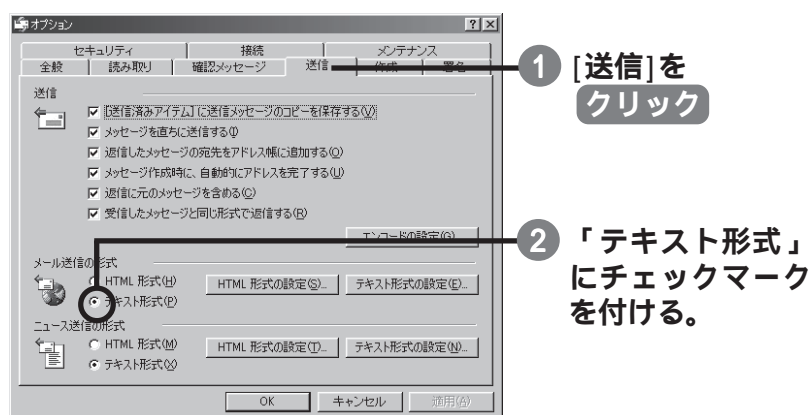 オプション
セキュリティ 接続 メンテナンス
全般 読み取り 確認メッセージ 送信 作成 署名
送信
[送信済みアイテム]に送信メッセージのコピーを保存する(V)
メッセージを直ちに送信する(I)
返信したメッセージの宛先をアドレス帳に追加する(O)
メッセージ作成時に、自動的にアドレスを完了する(U)
返信に元のメッセージを含める(C)
受信したメッセージと同じ形式で返信する(R)
エンコードの設定(G)...
メール送信の形式
HTML 形式(H) HTML 形式の設定(S)... テキスト形式の設定(E)...
テキスト形式(P)
ニュース送信の形式
HTML 形式(M) HTML 形式の設定(T)... テキスト形式の設定(N)...
テキスト形式(X)
OK キャンセル 適用(A)
1 [送信]を
クリック
2 「テキスト形式」
にチェックマーク
を付ける。